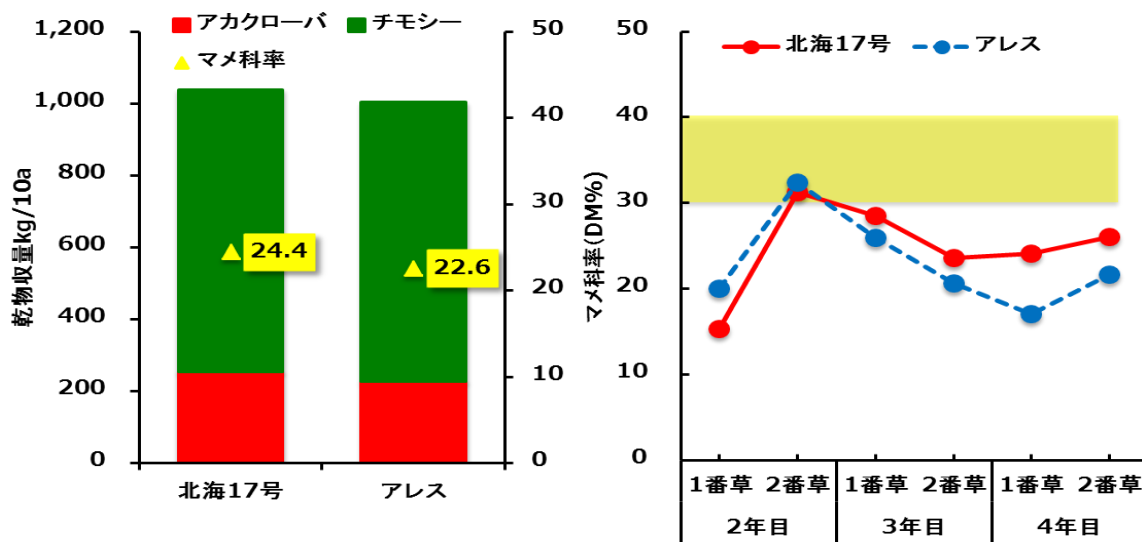 アカクローバ
チモシー
マメ科率
乾物収量kg/10a
1,200
1,000
800
600
400
200
0
24.4
22.6
50
40
30
20
10
0
北海17号
アレス
北海17号
アレス
マメ科率(DM%)
50
40
30
20
10
0
1番草 2番草 1番草 2番草 1番草 2番草
2年目 3年目 4年目